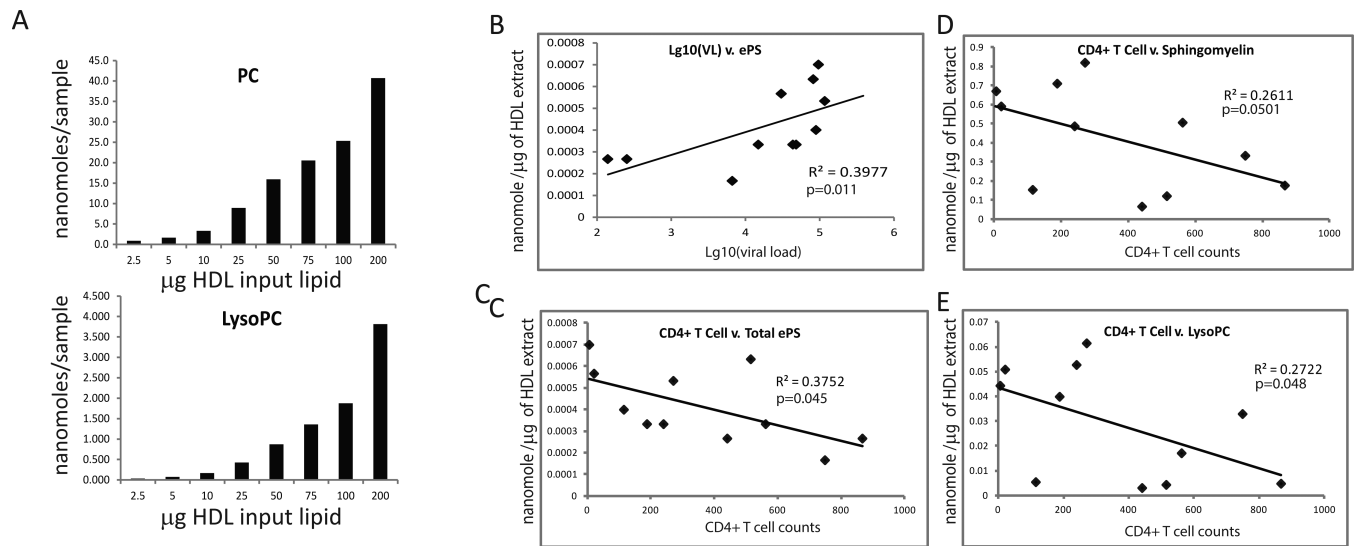 A
PC
nanomoles/sample
45.0
40.0
35.0
30.0
25.0
20.0
15.0
10.0
5.0
0.0
2.5 5 10 25 50 75 100 200
μg HDL input lipid
LysoPC
nanomoles/sample
4.500
4.000
3.500
3.000
2.500
2.000
1.500
1.000
0.500
0.000
2.5 5 10 25 50 75 100 200
μg HDL input lipid
B
Lg10(VL) v. ePS
nanomole /μg of HDL extract
0.0008
0.0007
0.0006
0.0005
0.0004
0.0003
0.0002
0.0001
0
R² = 0.3977
p=0.011
2 3 4 5 6
Lg10(viral load)
C
C
CD4+ T Cell v. Total ePS
nanomole /μg of HDL extract
0.0008
0.0007
0.0006
0.0005
0.0004
0.0003
0.0002
0.0001
0
R² = 0.3752
p=0.045
0 200 400 600 800 1000
CD4+ T cell counts
D
CD4+ T Cell v. Sphingomyelin
nanomole /μg of HDL extract
0.9
0.8
0.7
0.6
0.5
0.4
0.3
0.2
0.1
0
R² = 0.2611
p=0.0501
0 200 400 600 800 1000
CD4+ T cell counts
E
CD4+ T Cell v. LysoPC
nanomole /μg of HDL extract
0.07
0.06
0.05
0.04
0.03
0.02
0.01
0
R² = 0.2722
p=0.048
0 200 400 600 800 1000
CD4+ T cell counts